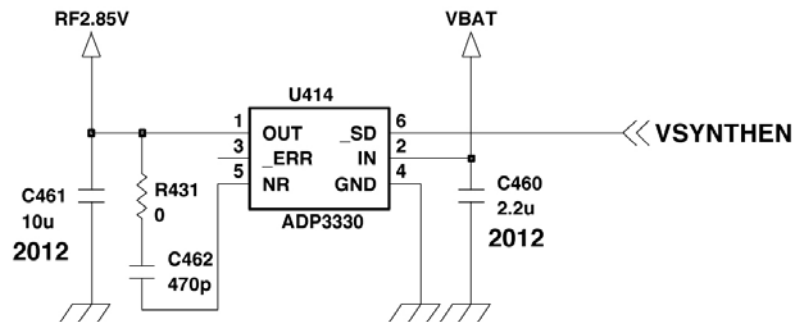 RF2.85V
VBAT
U414
1 OUT _SD 6
3 _ERR IN 2
5 NR GND 4
ADP3330
VSYNTHEN
C461
10u
2012
R431
0
C462
470p
C460
2.2u
2012